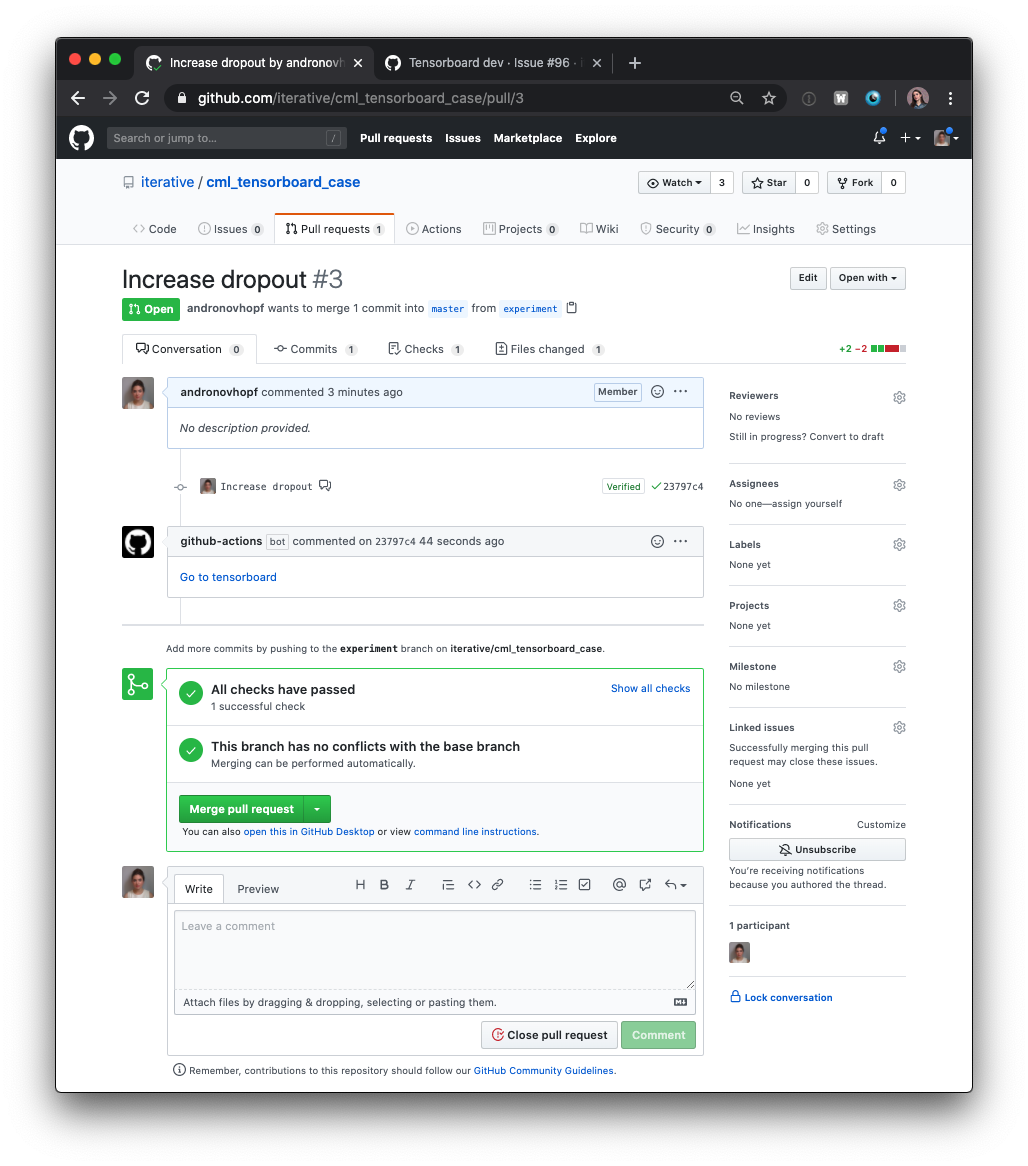 Increase dropout by andronovh
Tensorboard dev · Issue #96 ·
github.com/iterative/cml_tensorboard_case/pull/3
W
Search or jump to... /
Pull requests Issues Marketplace Explore
iterative / cml_tensorboard_case
Watch 3 Star 0 Fork 0
Code Issues 0 Pull requests 1 Actions Projects 0 Wiki Security 0 Insights Settings
Increase dropout #3
Edit Open with
Open andronovhopf wants to merge 1 commit into master from experiment
Conversation 0 Commits 1 Checks 1 Files changed 1 +2 −2
andronovhopf commented 3 minutes ago Member
No description provided.
Increase dropout Verified 23797c4
github-actions bot commented on 23797c4 44 seconds ago
Go to tensorboard
Add more commits by pushing to the experiment branch on iterative/cml_tensorboard_case.
All checks have passed
Show all checks
1 successful check
This branch has no conflicts with the base branch
Merging can be performed automatically.
Merge pull request
You can also open this in GitHub Desktop or view command line instructions.
Write Preview H B I
Leave a comment
Attach files by dragging & dropping, selecting or pasting them.
Close pull request Comment
Remember, contributions to this repository should follow our GitHub Community Guidelines.
Reviewers
No reviews
Still in progress? Convert to draft
Assignees
No one—assign yourself
Labels
None yet
Projects
None yet
Milestone
No milestone
Linked issues
Successfully merging this pull
request may close these issues.
None yet
Notifications Customize
Unsubscribe
You're receiving notifications
because you authored the thread.
1 participant
Lock conversation